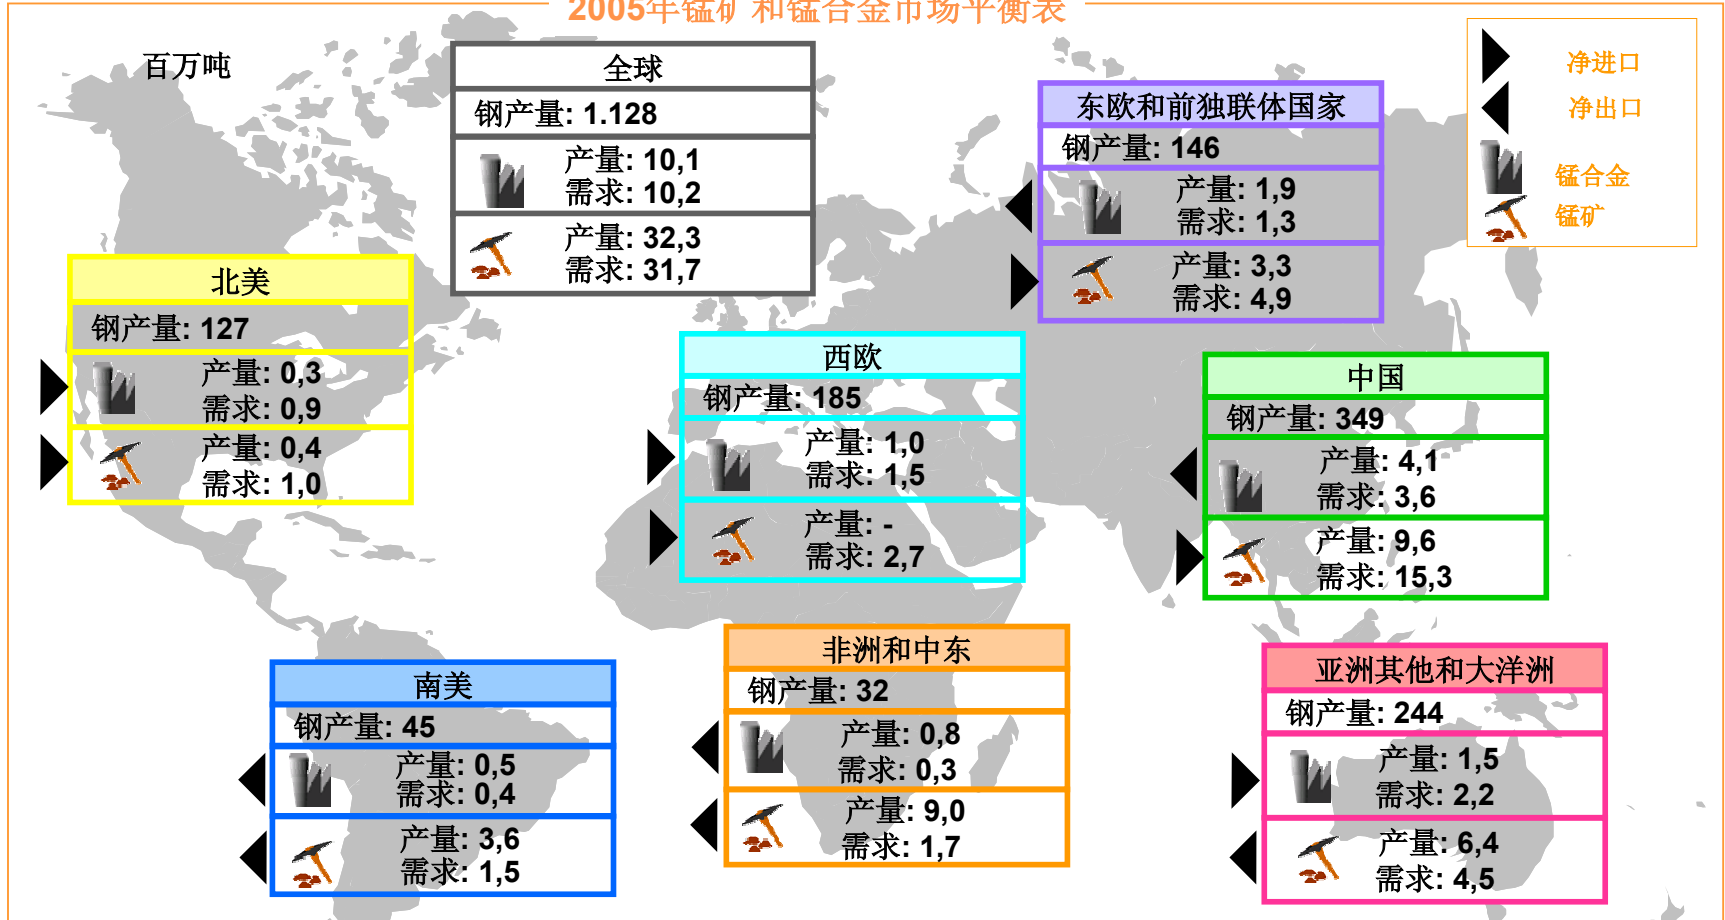 2005年锰矿和锰合金市场平衡表
百万吨
全球
钢产量: 1.128
产量: 10,1
需求: 10,2
产量: 32,3
需求: 31,7
东欧和前独联体国家
钢产量: 146
产量: 1,9
需求: 1,3
产量: 3,3
需求: 4,9
净进口
净出口
锰合金
锰矿
北美
钢产量: 127
产量: 0,3
需求: 0,9
产量: 0,4
需求: 1,0
西欧
钢产量: 185
产量: 1,0
需求: 1,5
产量: -
需求: 2,7
中国
钢产量: 349
产量: 4,1
需求: 3,6
产量: 9,6
需求: 15,3
南美
钢产量: 45
产量: 0,5
需求: 0,4
产量: 3,6
需求: 1,5
非洲和中东
钢产量: 32
产量: 0,8
需求: 0,3
产量: 9,0
需求: 1,7
亚洲其他和大洋洲
钢产量: 244
产量: 1,5
需求: 2,2
产量: 6,4
需求: 4,5